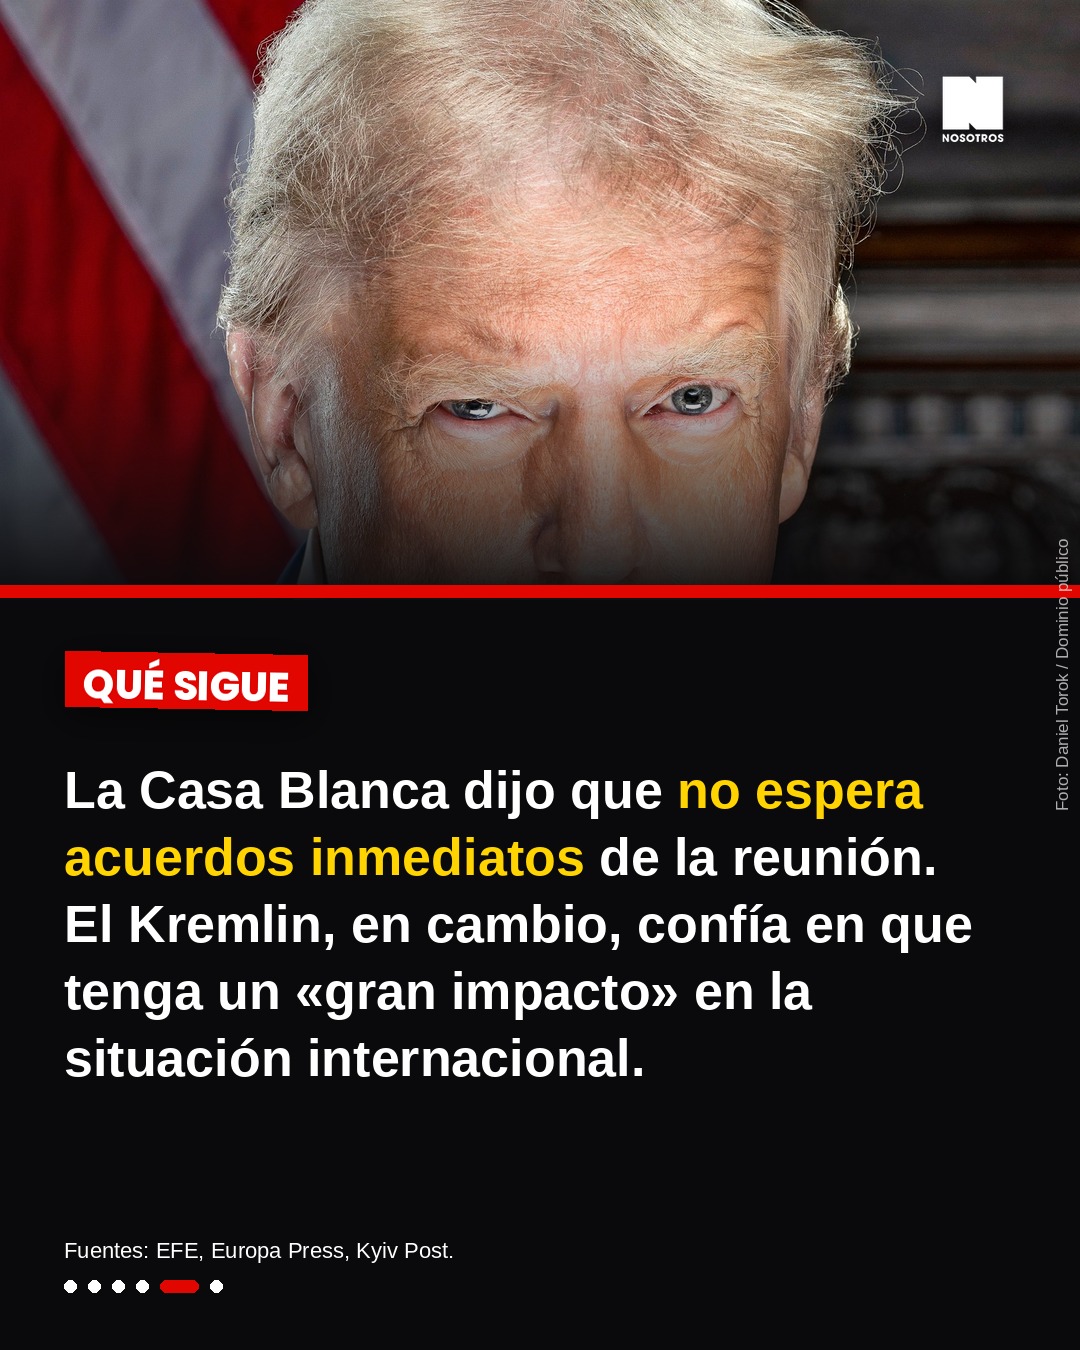 NOSOTROS
Foto: Daniel Torok / Dominio público
QUÉ SIGUE
La Casa Blanca dijo que no espera
acuerdos inmediatos de la reunión.
El Kremlin, en cambio, confía en que
tenga un «gran impacto» en la
situación internacional.
Fuentes: EFE, Europa Press, Kyiv Post.